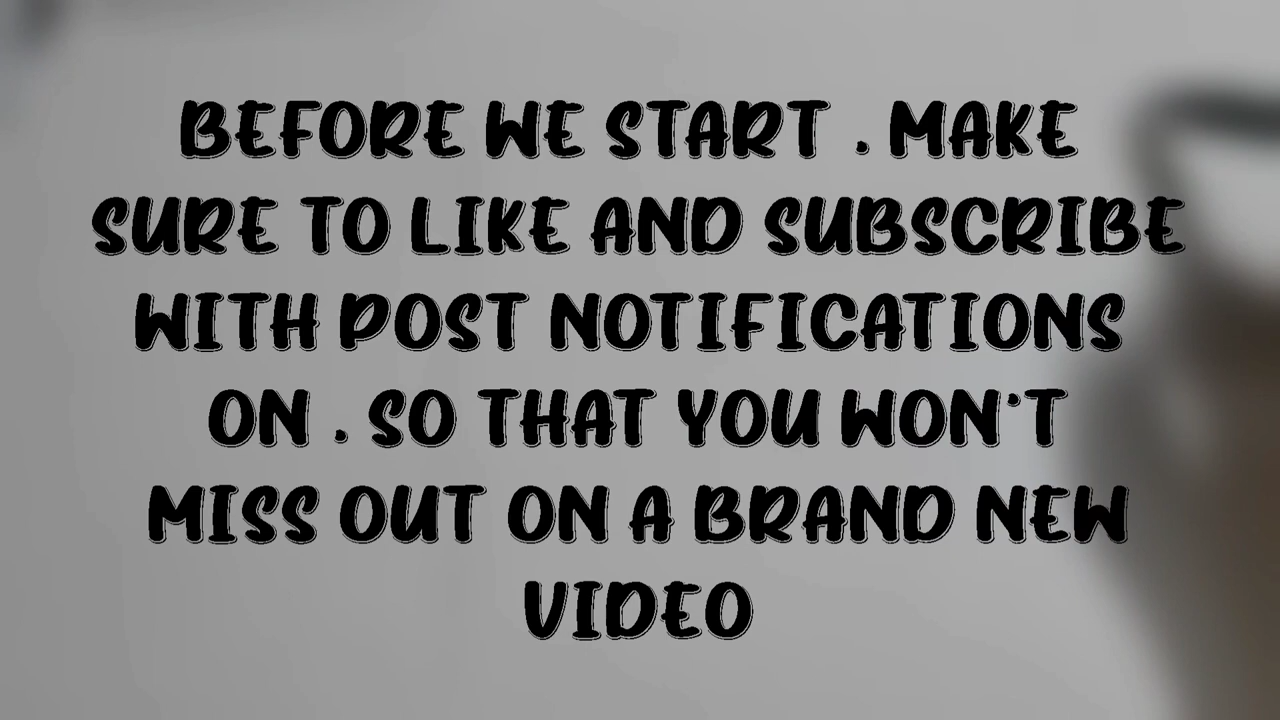 BEFORE WE START . MAKE
SURE TO LIKE AND SUBSCRIBE
WITH POST NOTIFICATIONS
ON . SO THAT YOU WON'T
MISS OUT ON A BRAND NEW
VIDEO